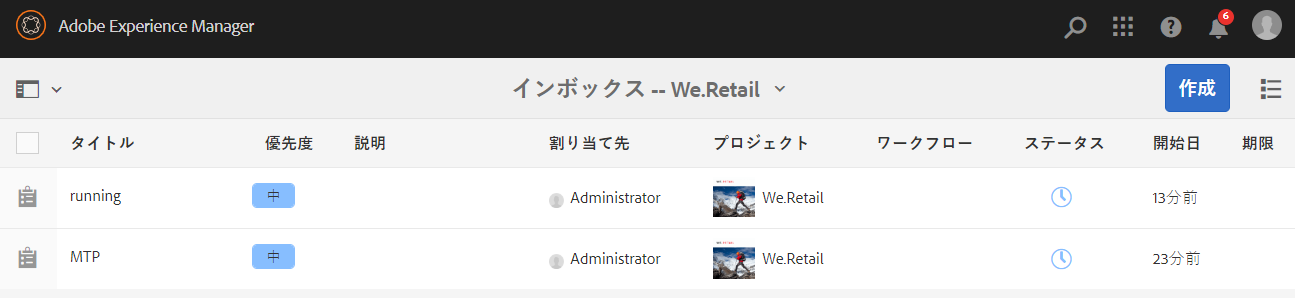 Adobe Experience Manager
6
インボックス -- We.Retail
作成
タイトル 優先度 説明 割り当て先 プロジェクト ワークフロー ステータス 開始日 期限
running 中 Administrator We.Retail 13分前
MTP 中 Administrator We.Retail 23分前